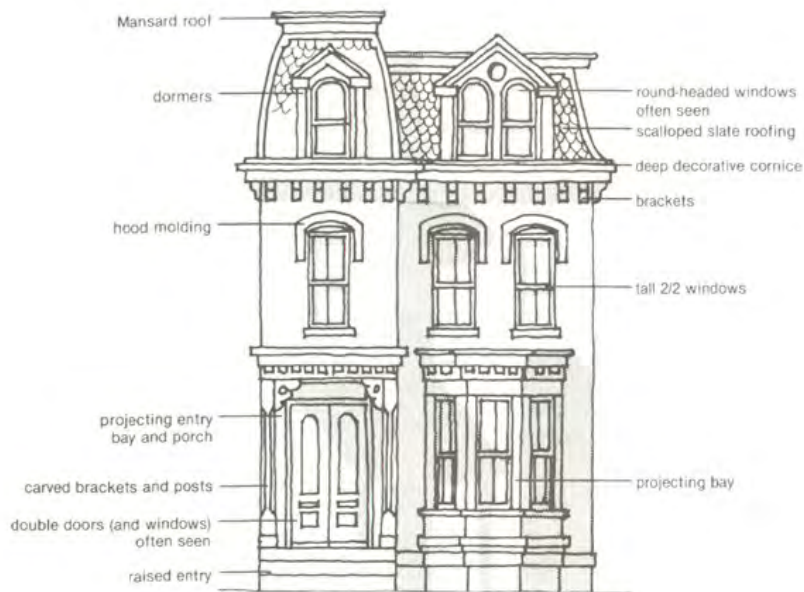 Mansard roof
dormers
round-headed windows
often seen
scalloped slate roofing
deep decorative cornice
brackets
hood molding
tall 2/2 windows
projecting entry
bay and porch
carved brackets and posts
projecting bay
double doors (and windows)
often seen
raised entry